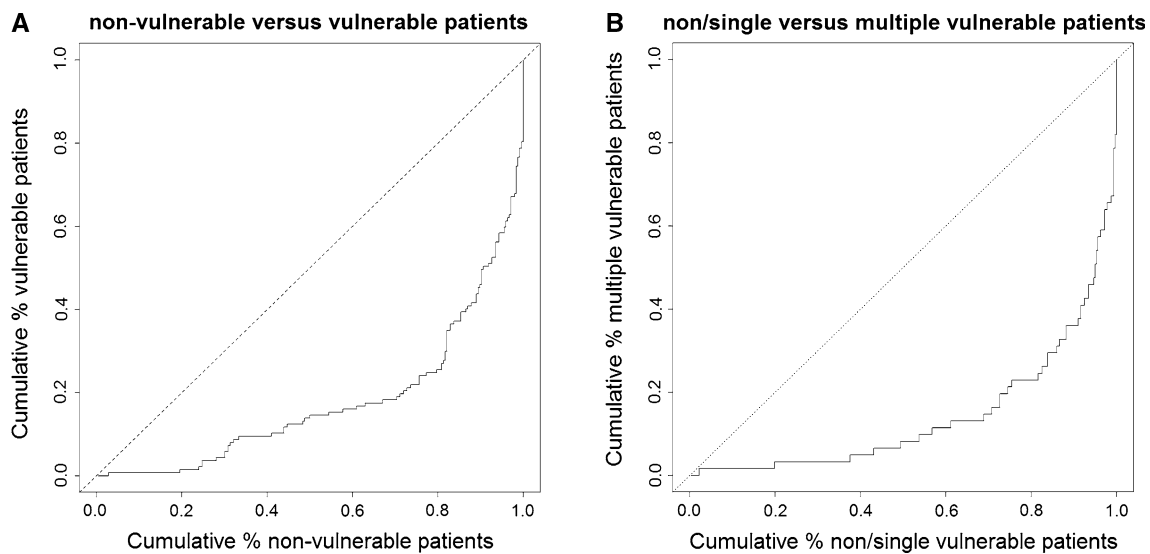 A
non-vulnerable versus vulnerable patients
Cumulative % vulnerable patients
1.0
0.8
0.6
0.4
0.2
0.0
0.0 0.2 0.4 0.6 0.8 1.0
Cumulative % non-vulnerable patients
B
non/single versus multiple vulnerable patients
Cumulative % multiple vulnerable patients
1.0
0.8
0.6
0.4
0.2
0.0
0.0 0.2 0.4 0.6 0.8 1.0
Cumulative % non/single vulnerable patients